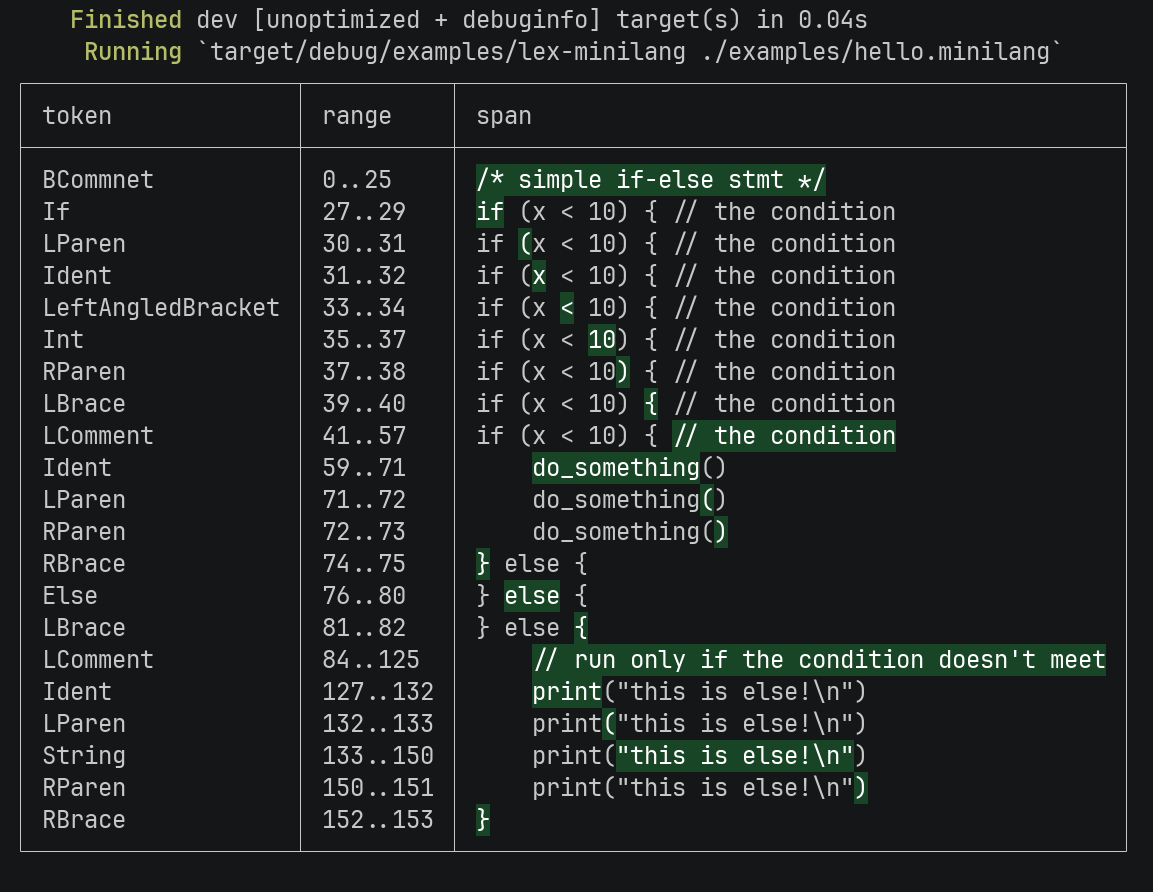 Finished dev [unoptimized + debuginfo] target(s) in 0.04s
Running `target/debug/examples/lex-minilang ./examples/hello.minilang`
token range span
BCommnet 0..25 /* simple if-else stmt */
If 27..29 if (x < 10) { // the condition
LParen 30..31 if (x < 10) { // the condition
Ident 31..32 if (x < 10) { // the condition
LeftAngledBracket 33..34 if (x < 10) { // the condition
Int 35..37 if (x < 10) { // the condition
RParen 37..38 if (x < 10) { // the condition
LBrace 39..40 if (x < 10) { // the condition
LComment 41..57 if (x < 10) { // the condition
Ident 59..71 do_something()
LParen 71..72 do_something()
RParen 72..73 do_something()
RBrace 74..75 } else {
Else 76..80 } else {
LBrace 81..82 } else {
LComment 84..125 // run only if the condition doesn't meet
Ident 127..132 print("this is else!\n")
LParen 132..133 print("this is else!\n")
String 133..150 print("this is else!\n")
RParen 150..151 print("this is else!\n")
RBrace 152..153 }